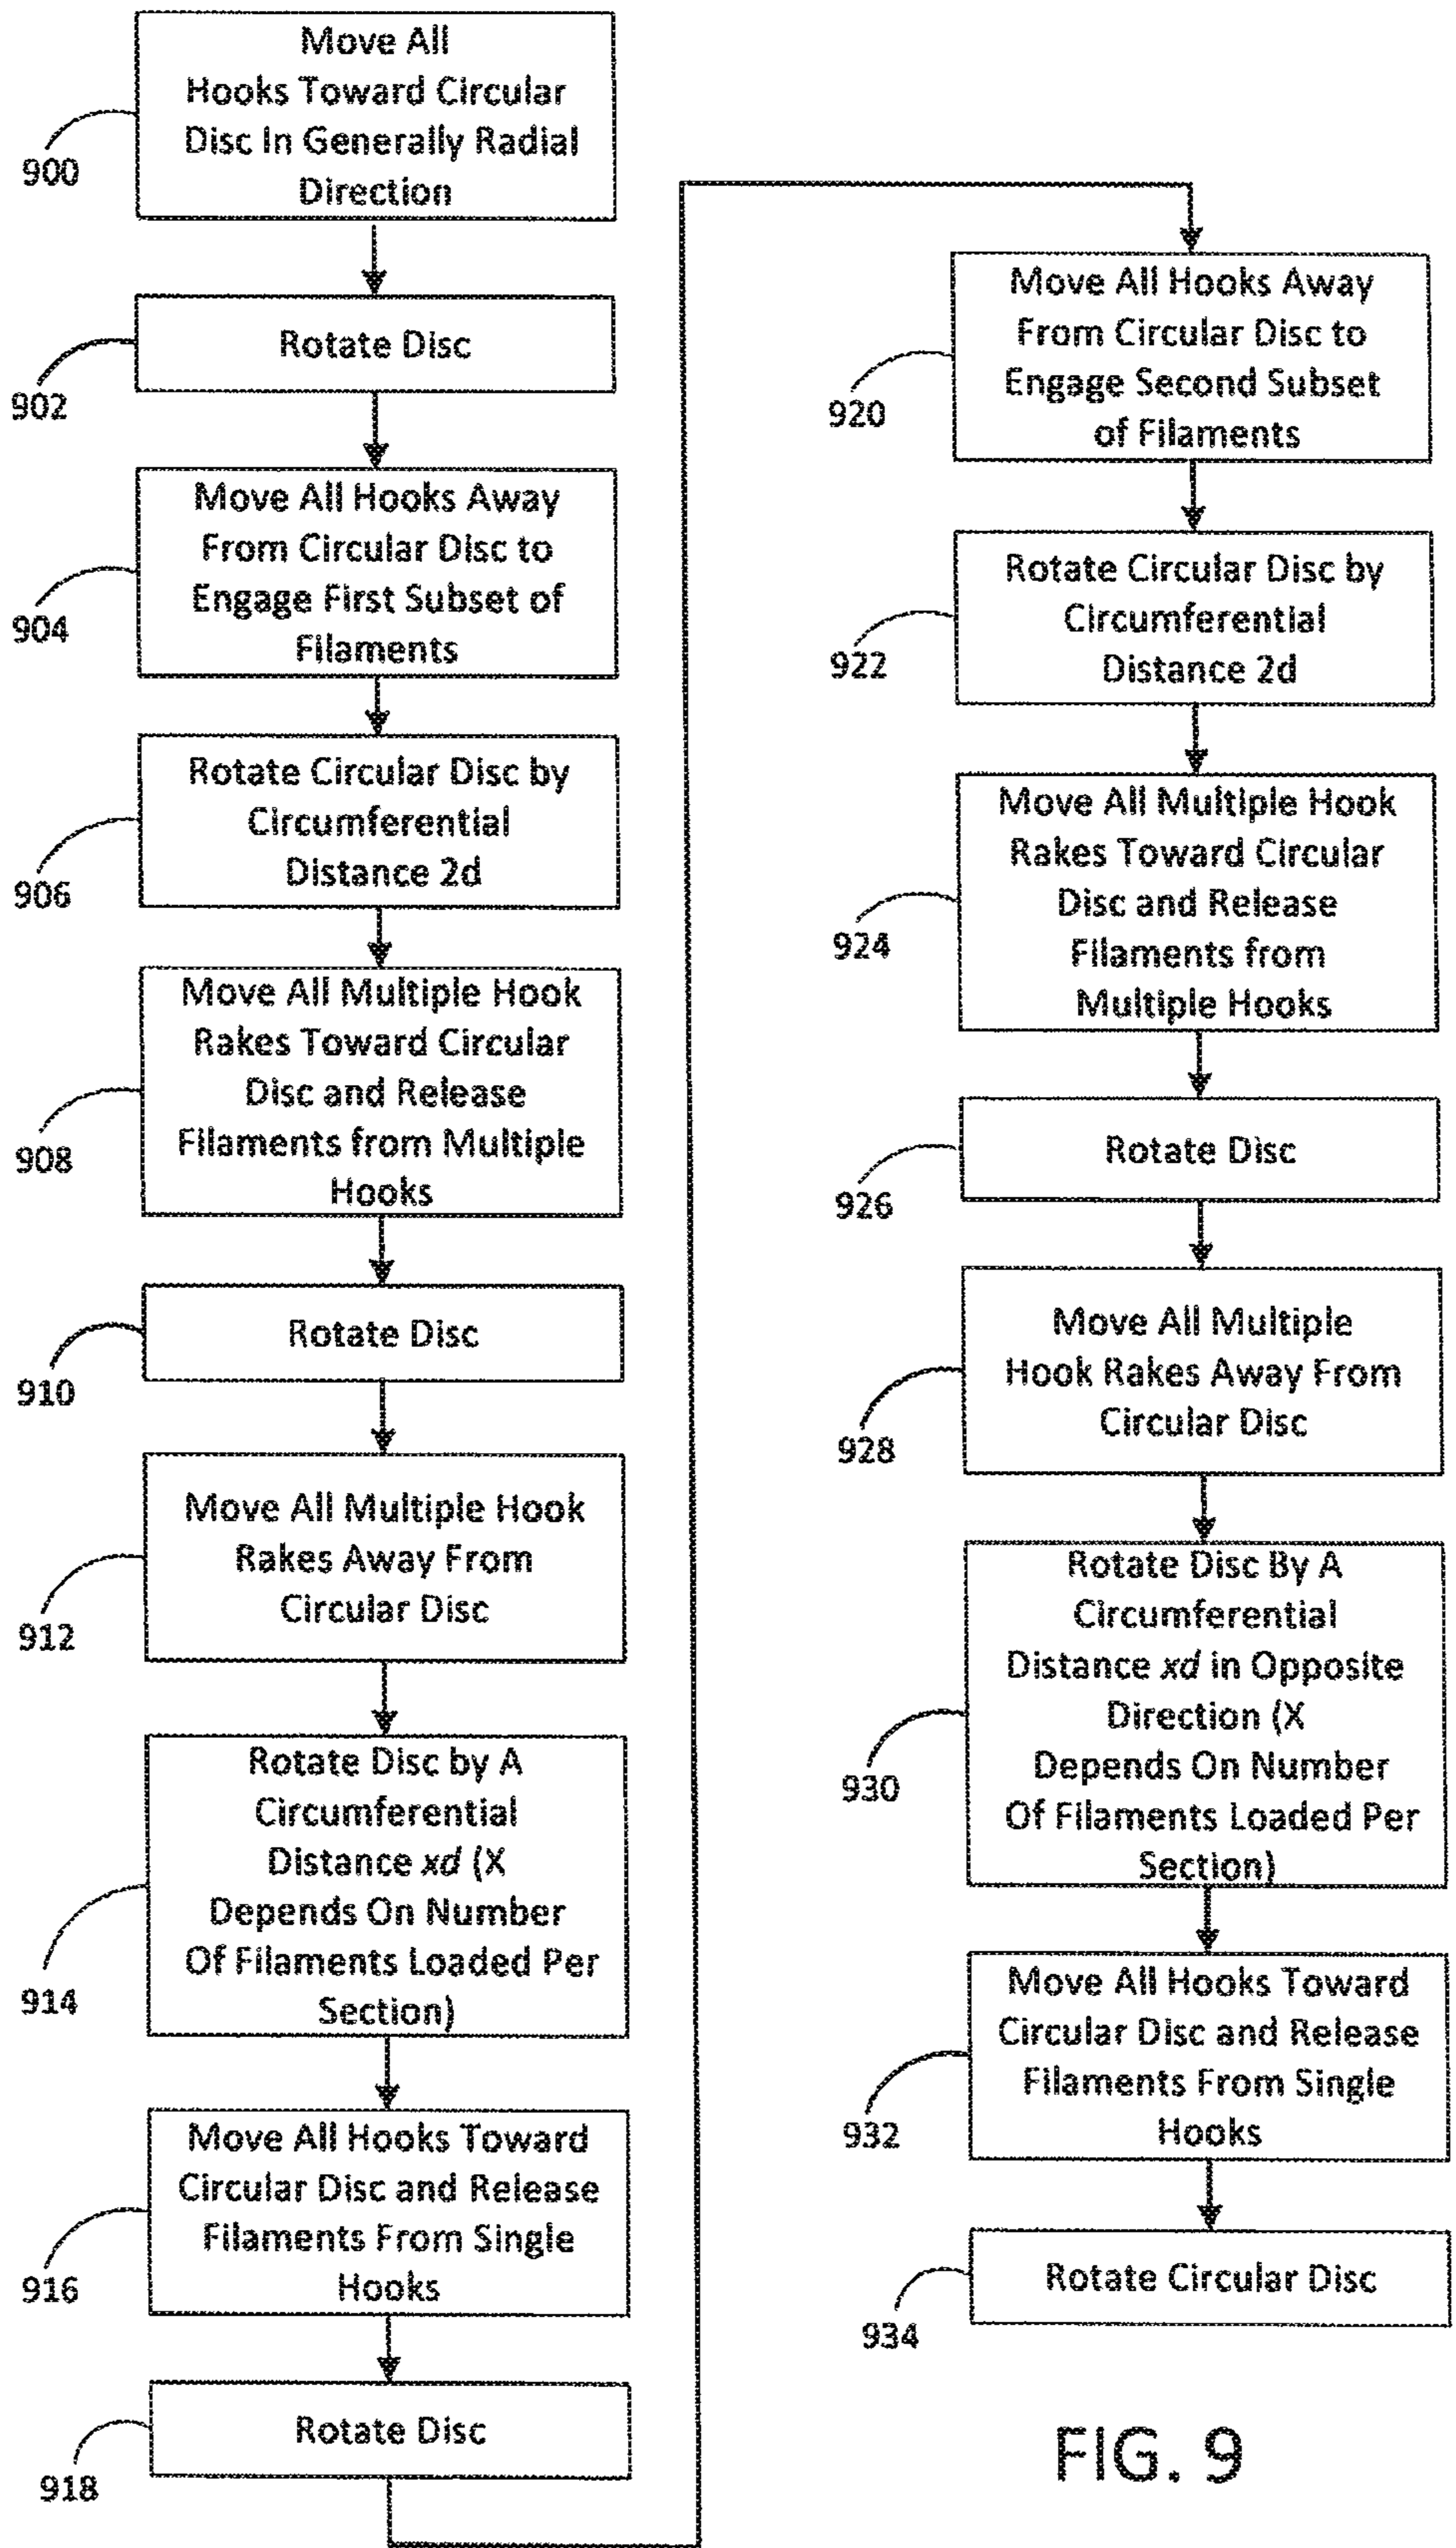 Move All
Hooks Toward Circular
Disc In Generally Radial
Direction
900
Rotate Disc
902
Move All Hooks Away
From Circular Disc to
Engage First Subset of
Filaments
904
Rotate Circular Disc by
Circumferential
Distance 2d
906
Move All Multiple Hook
Rakes Toward Circular
Disc and Release
Filaments from Multiple
Hooks
908
Rotate Disc
910
Move All Multiple Hook
Rakes Away From
Circular Disc
912
Rotate Disc by A
Circumferential
Distance xd (X
Depends On Number
Of Filaments Loaded Per
Section)
914
Move All Hooks Toward
Circular Disc and Release
Filaments From Single
Hooks
916
Rotate Disc
918
Move All Hooks Away
From Circular Disc to
Engage Second Subset
of Filaments
920
Rotate Circular Disc by
Circumferential
Distance 2d
922
Move All Multiple Hook
Rakes Toward Circular
Disc and Release
Filaments from
Multiple Hooks
924
Rotate Disc
926
Move All Multiple
Hook Rakes Away From
Circular Disc
928
Rotate Disc By A
Circumferential
Distance xd in Opposite
Direction (X
Depends On Number
Of Filaments Loaded Per
Section)
930
Move All Hooks Toward
Circular Disc and Release
Filaments From Single
Hooks
932
Rotate Circular Disc
934
FIG. 9